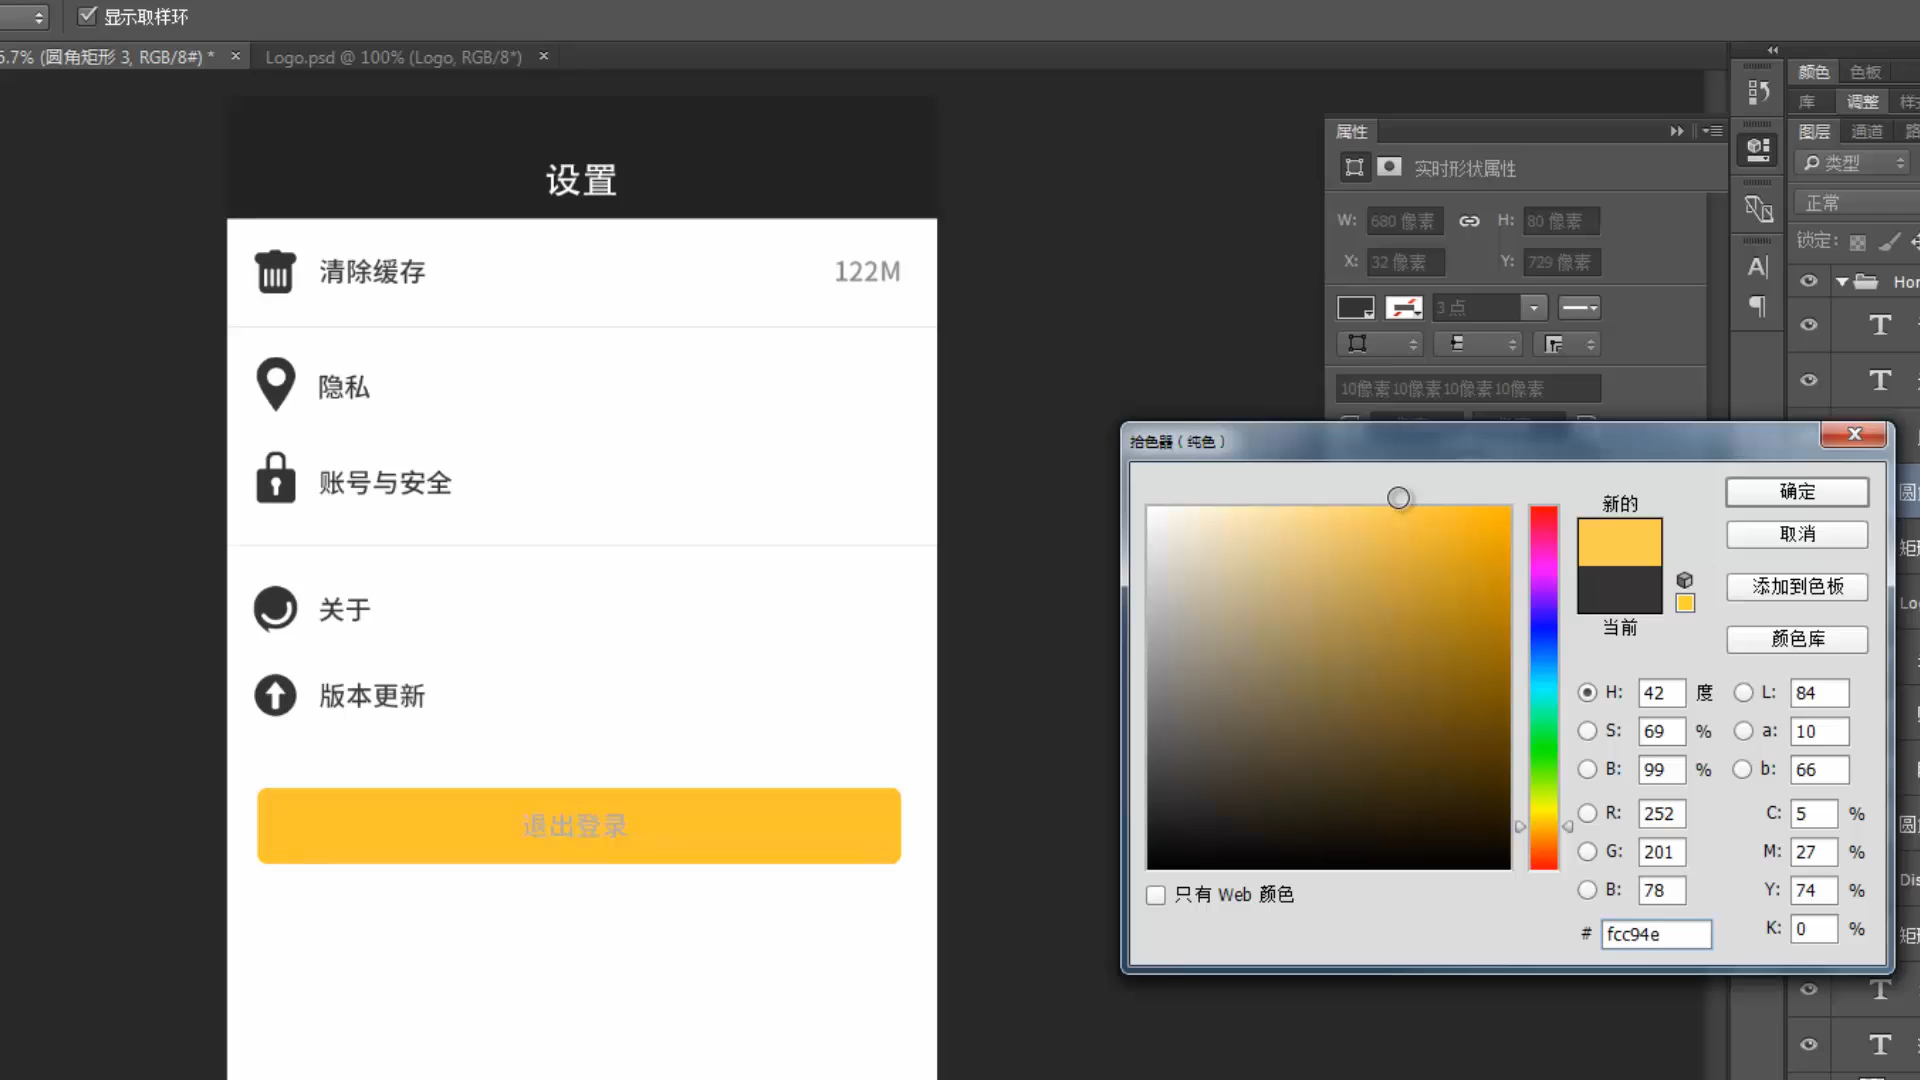 显示取样环
6.7% (圆角矩形 3, RGB/8#) * ×
Logo.psd @ 100% (Logo, RGB/8*) ×
颜色 色板
库 调整
图层 通道
类型
正常
锁定:
属性
实时形状属性
W: 680 像素 H: 80 像素
X: 32 像素 Y: 729 像素
3 点
10像素10像素10像素10像素
设置
清除缓存 122M
隐私
账号与安全
关于
版本更新
退出登录
拾色器（纯色）
新的
当前
确定
取消
添加到色板
颜色库
H: 42 度 L: 84
S: 69 % a: 10
B: 99 % b: 66
R: 252 C: 5 %
G: 201 M: 27 %
B: 78 Y: 74 %
# fcc94e K: 0 %
只有 Web 颜色